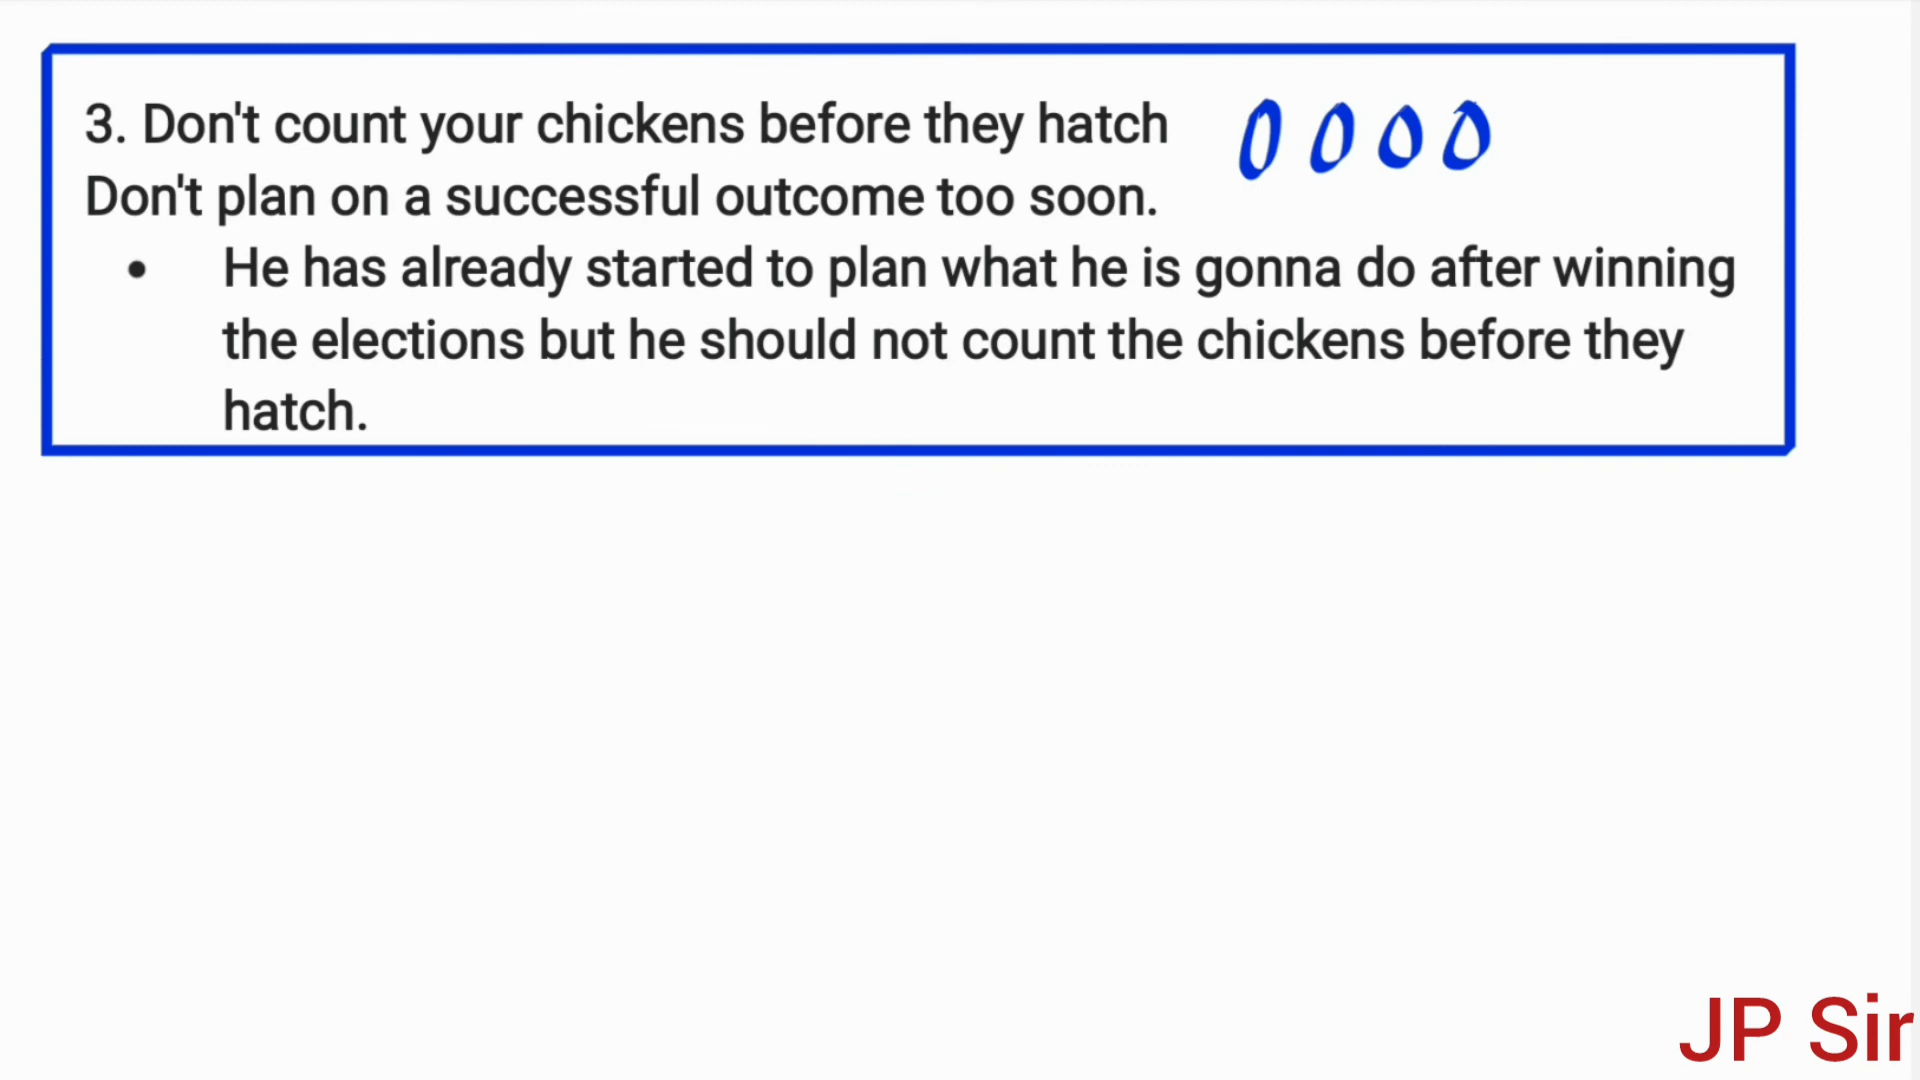 3. Don't count your chickens before they hatch
Don't plan on a successful outcome too soon.
• He has already started to plan what he is gonna do after winning
the elections but he should not count the chickens before they
hatch.
JP Sir